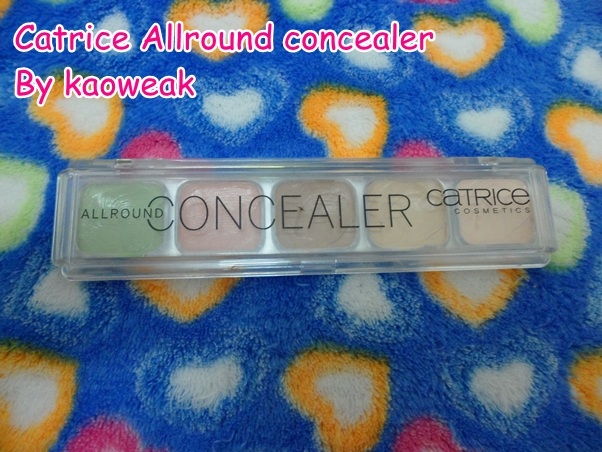 Catrice Allround concealer
By kaoweak
ALLROUND CONCEALER
CATRICE
COSMETICS